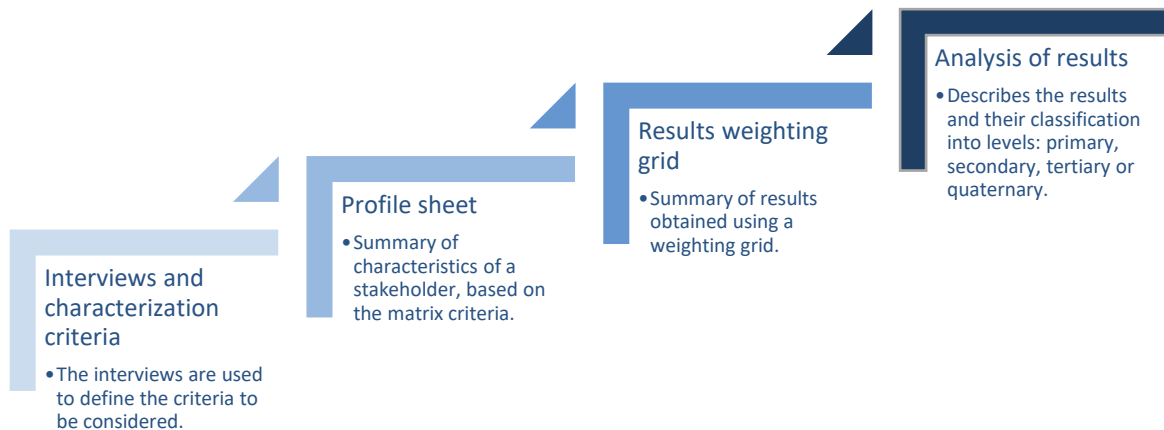 Interviews and
characterization
criteria
•The interviews are used
to define the criteria to
be considered.
Profile sheet
•Summary of
characteristics of a
stakeholder, based on
the matrix criteria.
Results weighting
grid
•Summary of results
obtained using a
weighting grid.
Analysis of results
•Describes the results
and their classification
into levels: primary,
secondary, tertiary or
quaternary.